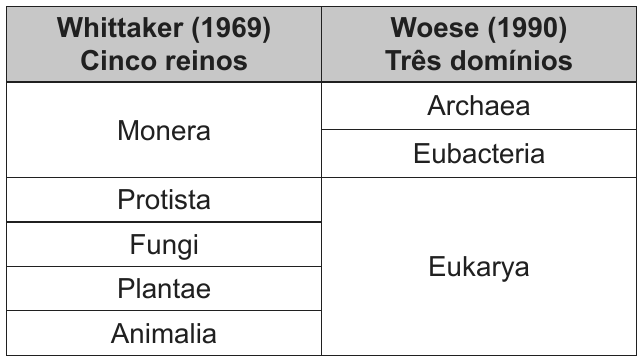 Whittaker (1969)
Cinco reinos
Woese (1990)
Três domínios
Monera
Archaea
Eubacteria
Protista
Fungi
Plantae
Animalia
Eukarya